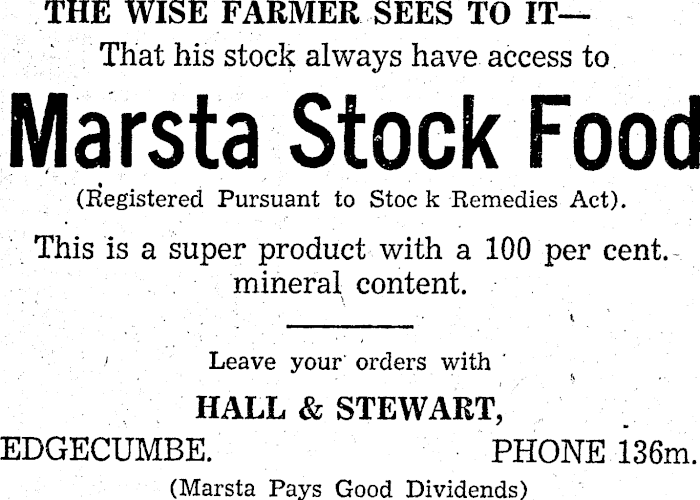 THE WISE FARMER SEES TO IT—
That his stock always have access to
Marsta Stock Food
(Registered Pursuant to Stoc k Remedies Act).
This is a super product with a 100 per cent.
mineral content.
Leave your orders with
HALL & STEWART,
EDGECUMBE. PHONE 136m.
(Marsta Pays Good Dividends)